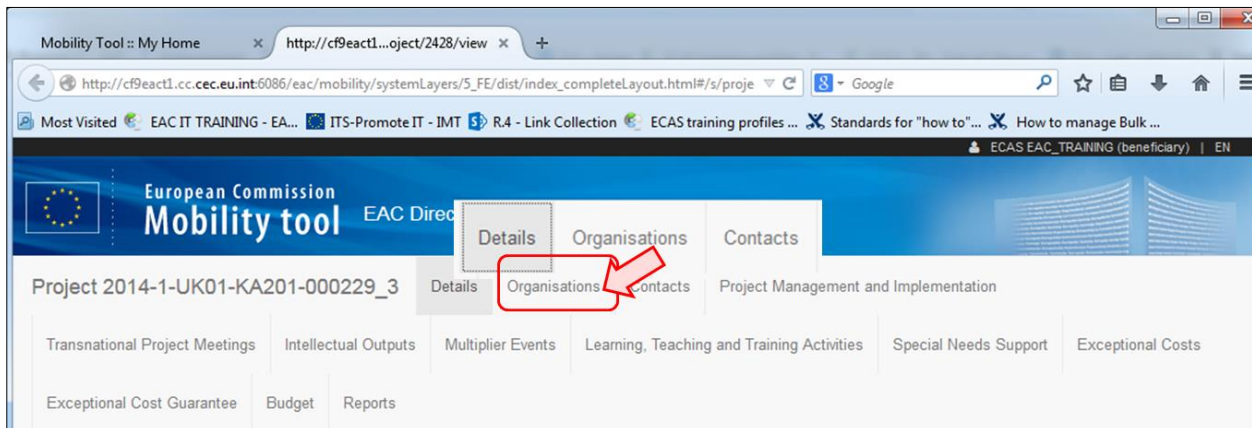 Mobility Tool :: My Home × http://cf9eact1...oject/2428/view × +
http://cf9eact1.cc.cec.eu.int:6086/eac/mobility/systemLayers/5_FE/dist/index_completeLayout.html#/s/proje Google
Most Visited EAC IT TRAINING - EA... ITS-Promote IT - IMT R.4 - Link Collection ECAS training profiles ... Standards for "how to"... How to manage Bulk ...
ECAS EAC_TRAINING (beneficiary) | EN
European Commission
Mobility tool EAC Direc
Details Organisations Contacts
Project 2014-1-UK01-KA201-000229_3 Details Organisations Contacts Project Management and Implementation
Transnational Project Meetings Intellectual Outputs Multiplier Events Learning, Teaching and Training Activities Special Needs Support Exceptional Costs
Exceptional Cost Guarantee Budget Reports